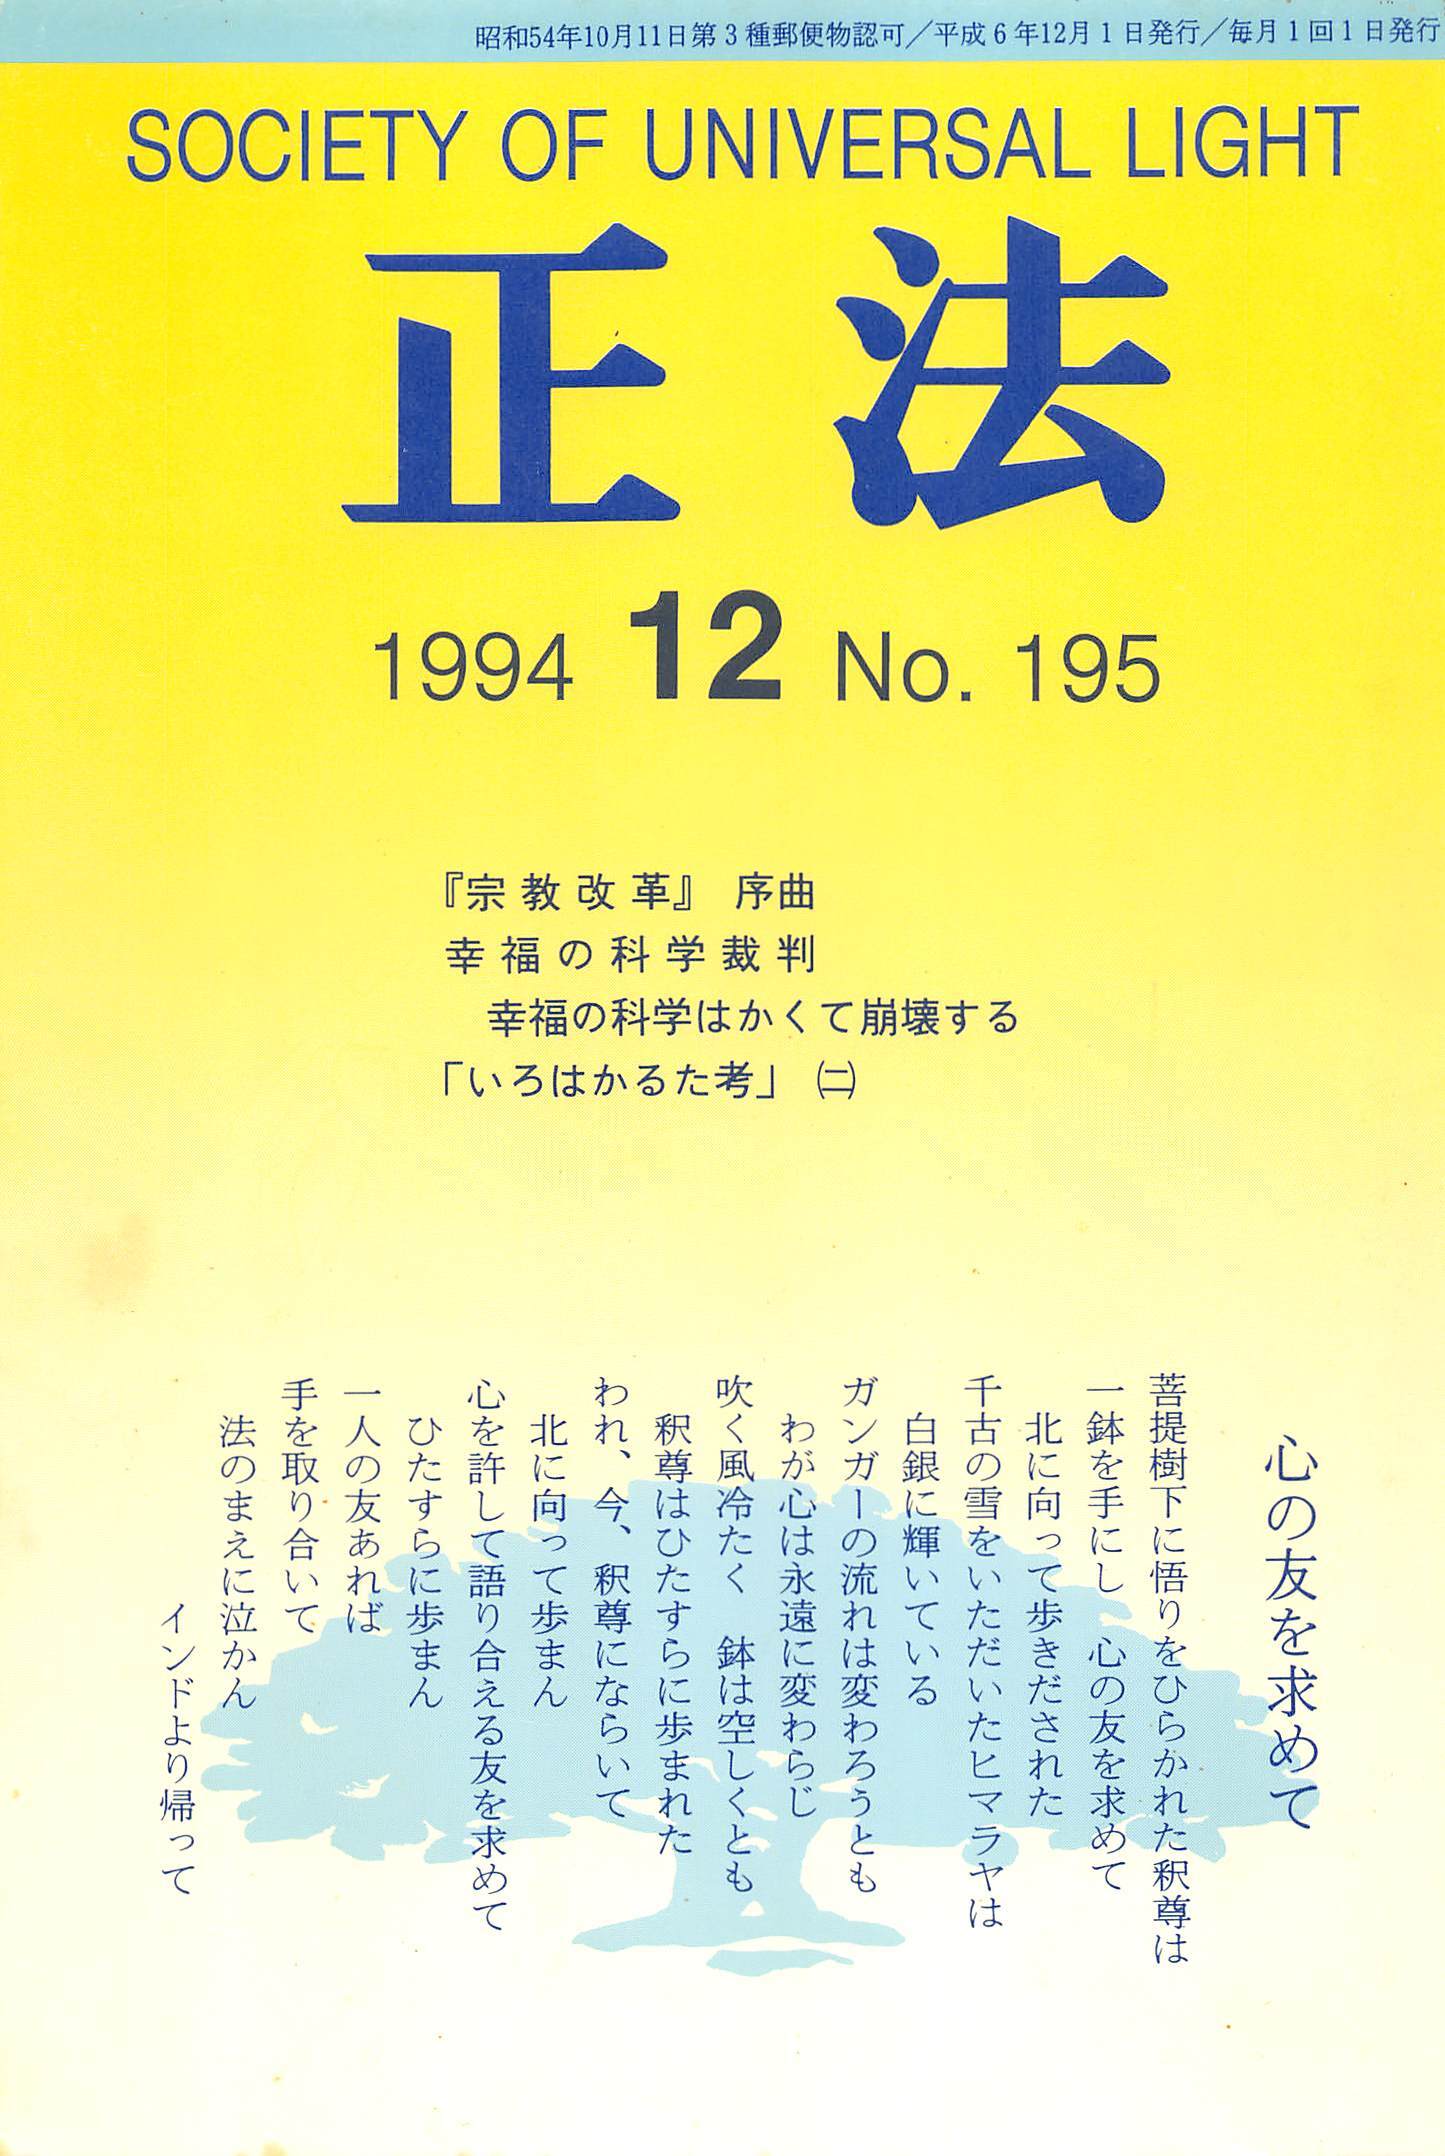 昭和54年10月11日第3種郵便物認可／平成6年12月1日発行／毎月1回1日発行
SOCIETY OF UNIVERSAL LIGHT
正法
1994 12 No. 195
『宗教改革』 序曲
幸福の科学裁判
幸福の科学はかくて崩壊する
「いろはかるた考」 ㈡
心の友を求めて
菩提樹下に悟りをひらかれた釈尊は
一鉢を手にし 心の友を求めて
北に向って歩きだされた
千古の雪をいただいたヒマラヤは
白銀に輝いている
ガンガーの流れは変わろうとも
わが心は永遠に変わらじ
吹く風冷たく 鉢は空しくとも
釈尊はひたすらに歩まれた
われ、今、釈尊にならいて
北に向って歩まん
心を許して語り合える友を求めて
ひたすらに歩まん
一人の友あれば
手を取り合いて
法のまえに泣かん
インドより帰って